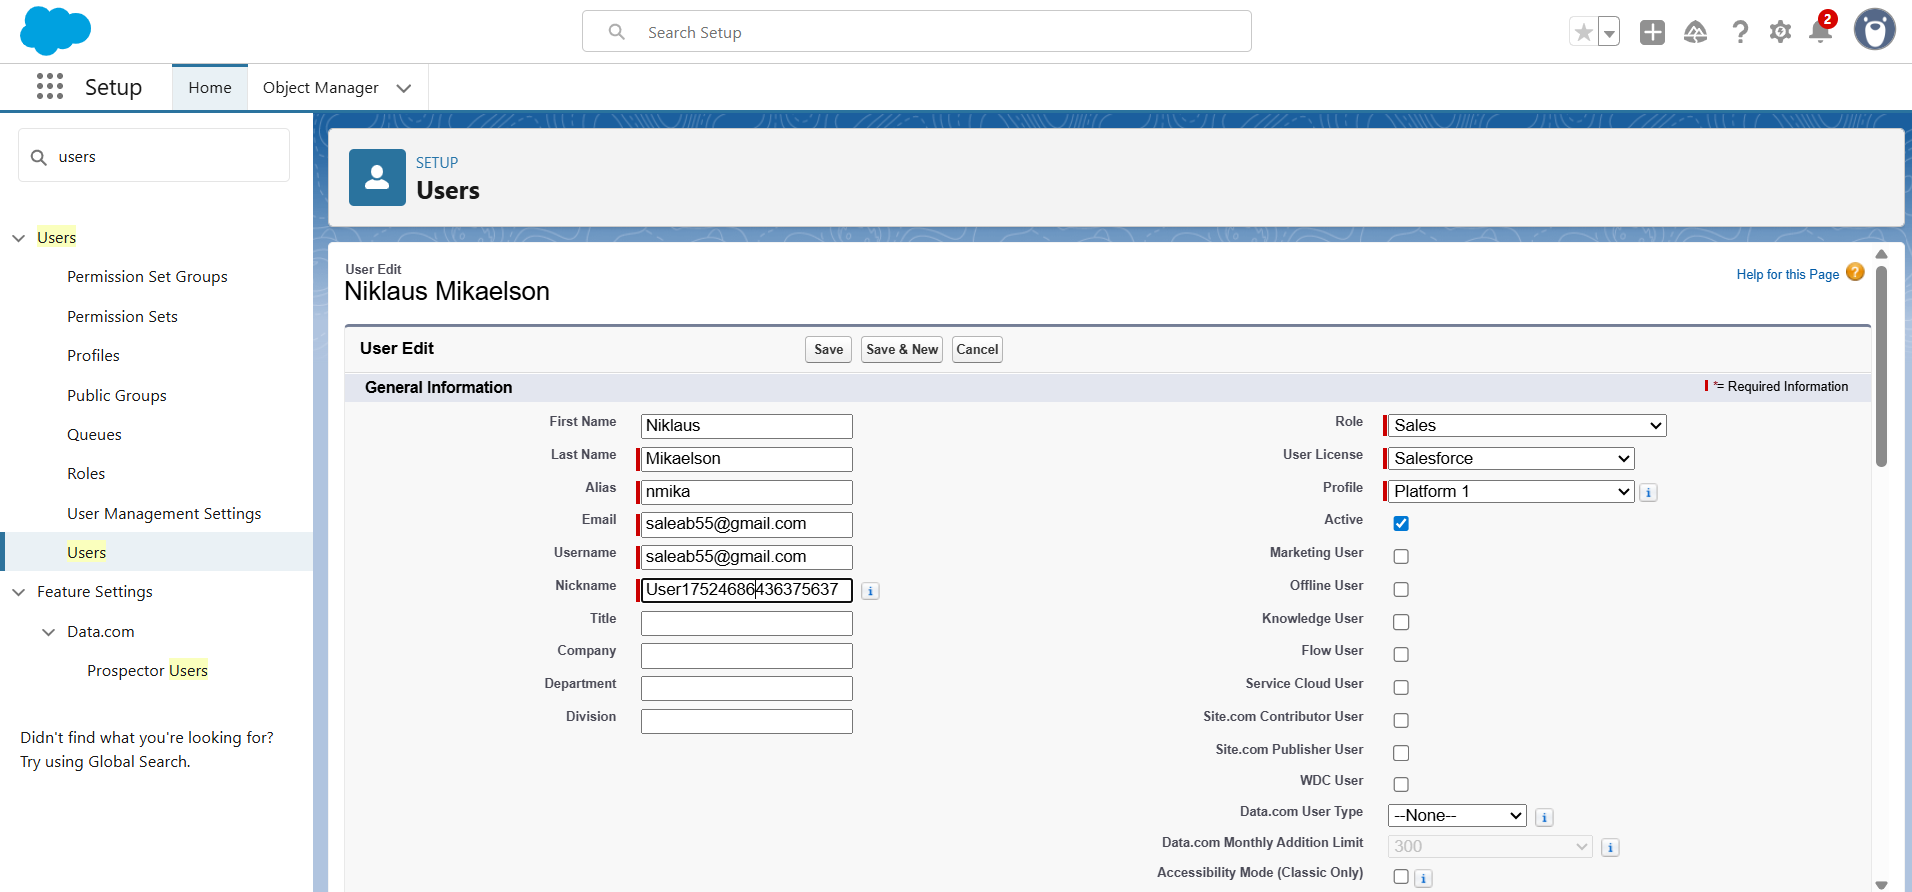 Search Setup
2
Setup
Home
Object Manager
users
Users
Permission Set Groups
Permission Sets
Profiles
Public Groups
Queues
Roles
User Management Settings
Users
Feature Settings
Data.com
Prospector Users
Didn't find what you're looking for?
Try using Global Search.
SETUP
Users
User Edit
Niklaus Mikaelson
Help for this Page ?
User Edit
Save
Save & New
Cancel
General Information
*= Required Information
First Name Niklaus
Last Name Mikaelson
Alias nmika
Email saleab55@gmail.com
Username saleab55@gmail.com
Nickname User17524686436375637 i
Title
Company
Department
Division
Role Sales
User License Salesforce
Profile Platform 1 i
Active
Marketing User
Offline User
Knowledge User
Flow User
Service Cloud User
Site.com Contributor User
Site.com Publisher User
WDC User
Data.com User Type --None-- i
Data.com Monthly Addition Limit 300 i
Accessibility Mode (Classic Only) i